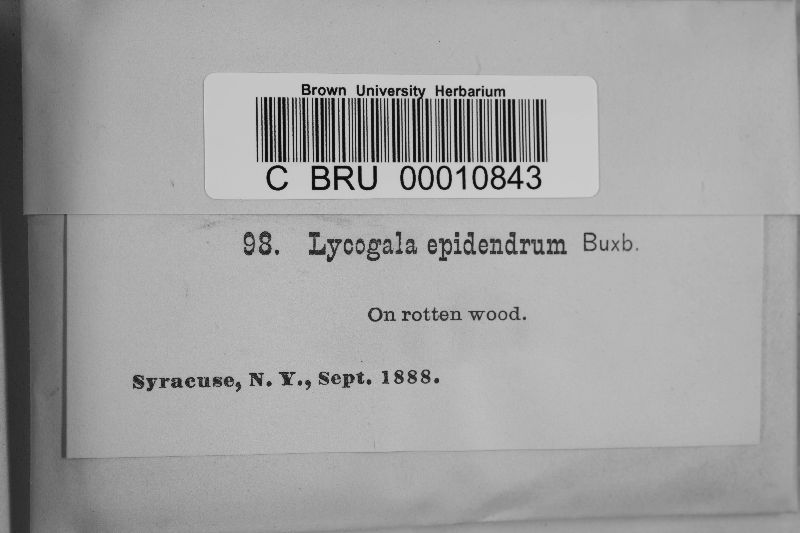 Brown University Herbarium
C BRU 00010843
98. Lycogala epidendrum Buxb.
On rotten wood.
Syracuse, N. Y., Sept. 1888.